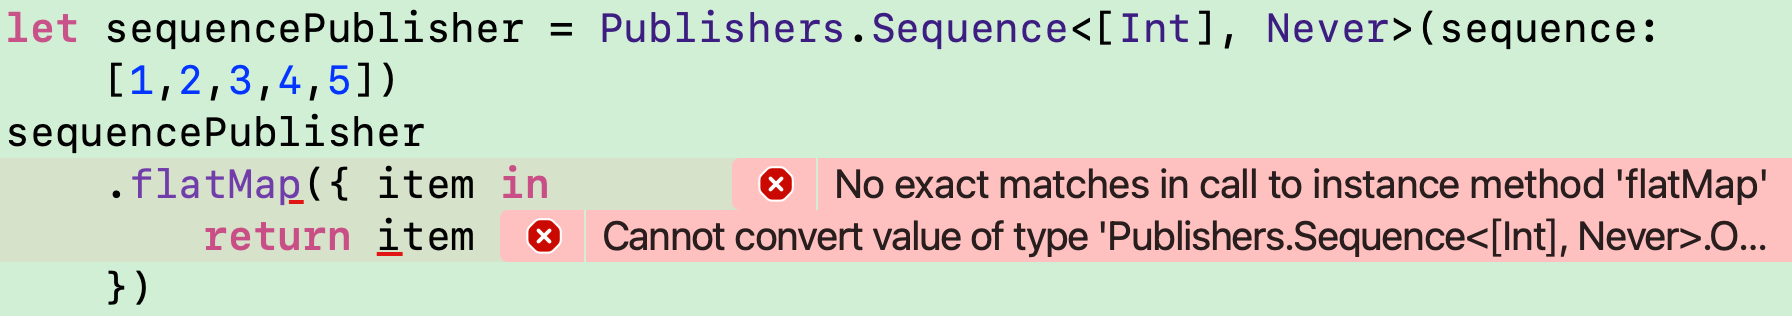 let sequencePublisher = Publishers.Sequence<[Int], Never>(sequence:
[1,2,3,4,5])
sequencePublisher
.flatMap({ item in No exact matches in call to instance method 'flatMap'
return item Cannot convert value of type 'Publishers.Sequence<[Int], Never>.O...
})